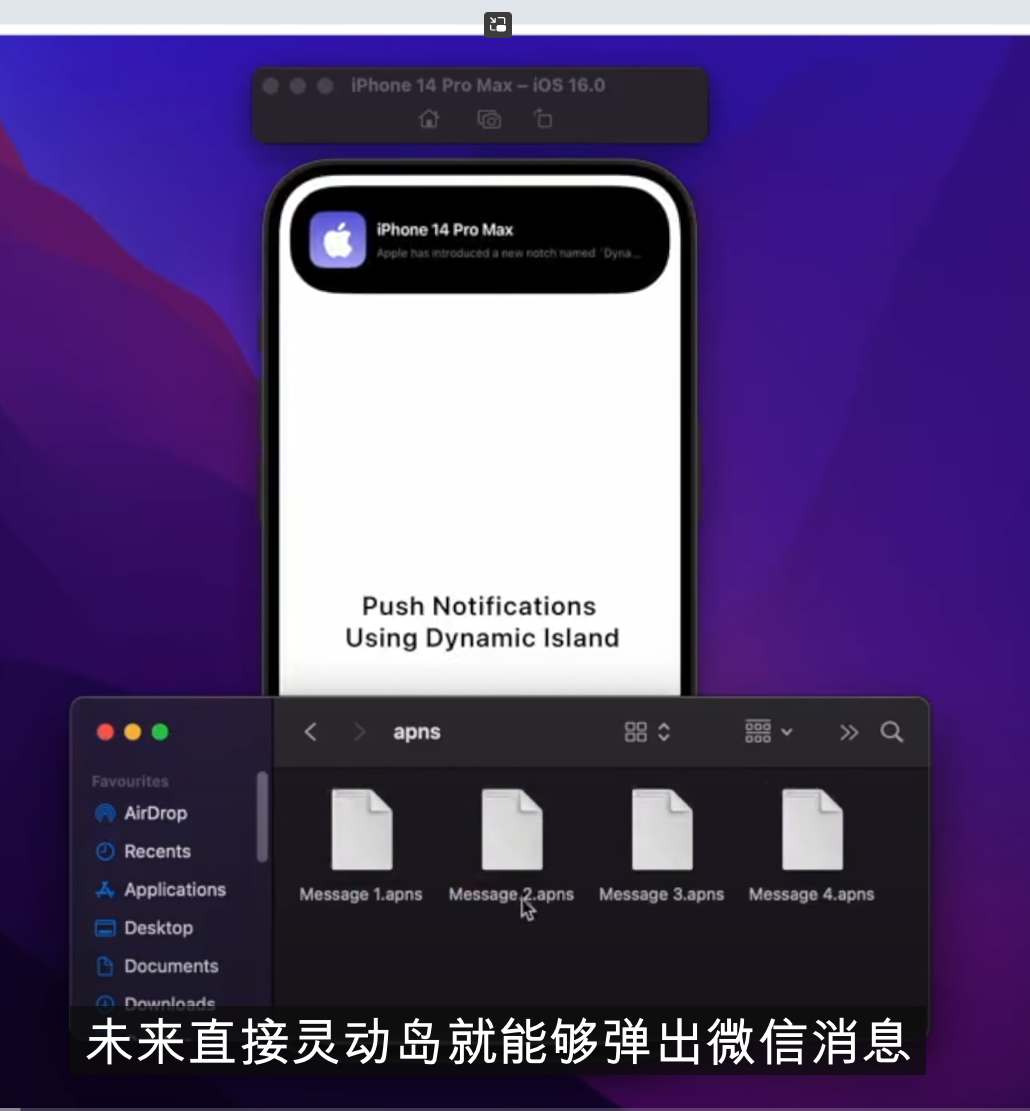 iPhone 14 Pro Max – iOS 16.0
iPhone 14 Pro Max
Apple has introduced a new notch named `Dyna...
Push Notifications
Using Dynamic Island
apns
Favourites
AirDrop
Recents
Applications
Desktop
Documents
Downloads
Message 1.apns
Message 2.apns
Message 3.apns
Message 4.apns
未来直接灵动岛就能够弹出微信消息